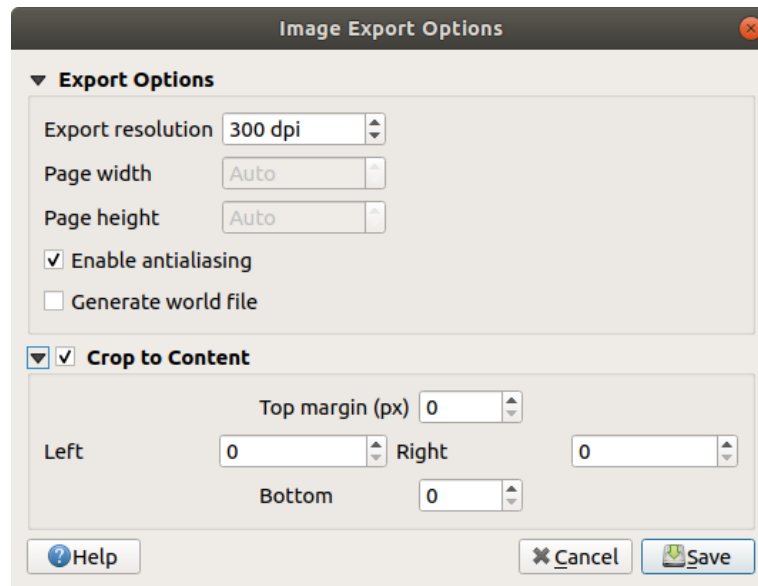 Image Export Options
Export Options
Export resolution 300 dpi
Page width Auto
Page height Auto
Enable antialiasing
Generate world file
Crop to Content
Top margin (px) 0
Left 0 Right 0
Bottom 0
Help Cancel Save